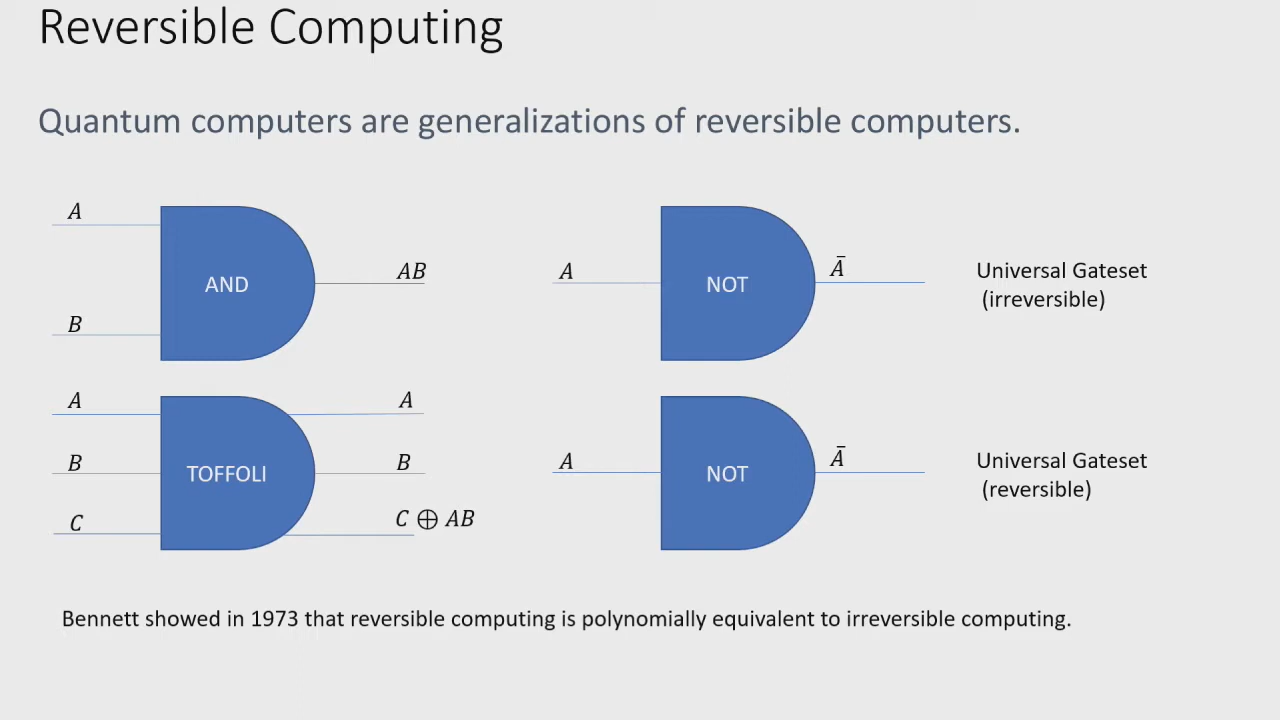 Reversible Computing
Quantum computers are generalizations of reversible computers.
A
B
AND
AB
A
NOT
Ā
Universal Gateset
(irreversible)
A
B
C
TOFFOLI
A
B
C ⊕ AB
A
NOT
Ā
Universal Gateset
(reversible)
Bennett showed in 1973 that reversible computing is polynomially equivalent to irreversible computing.